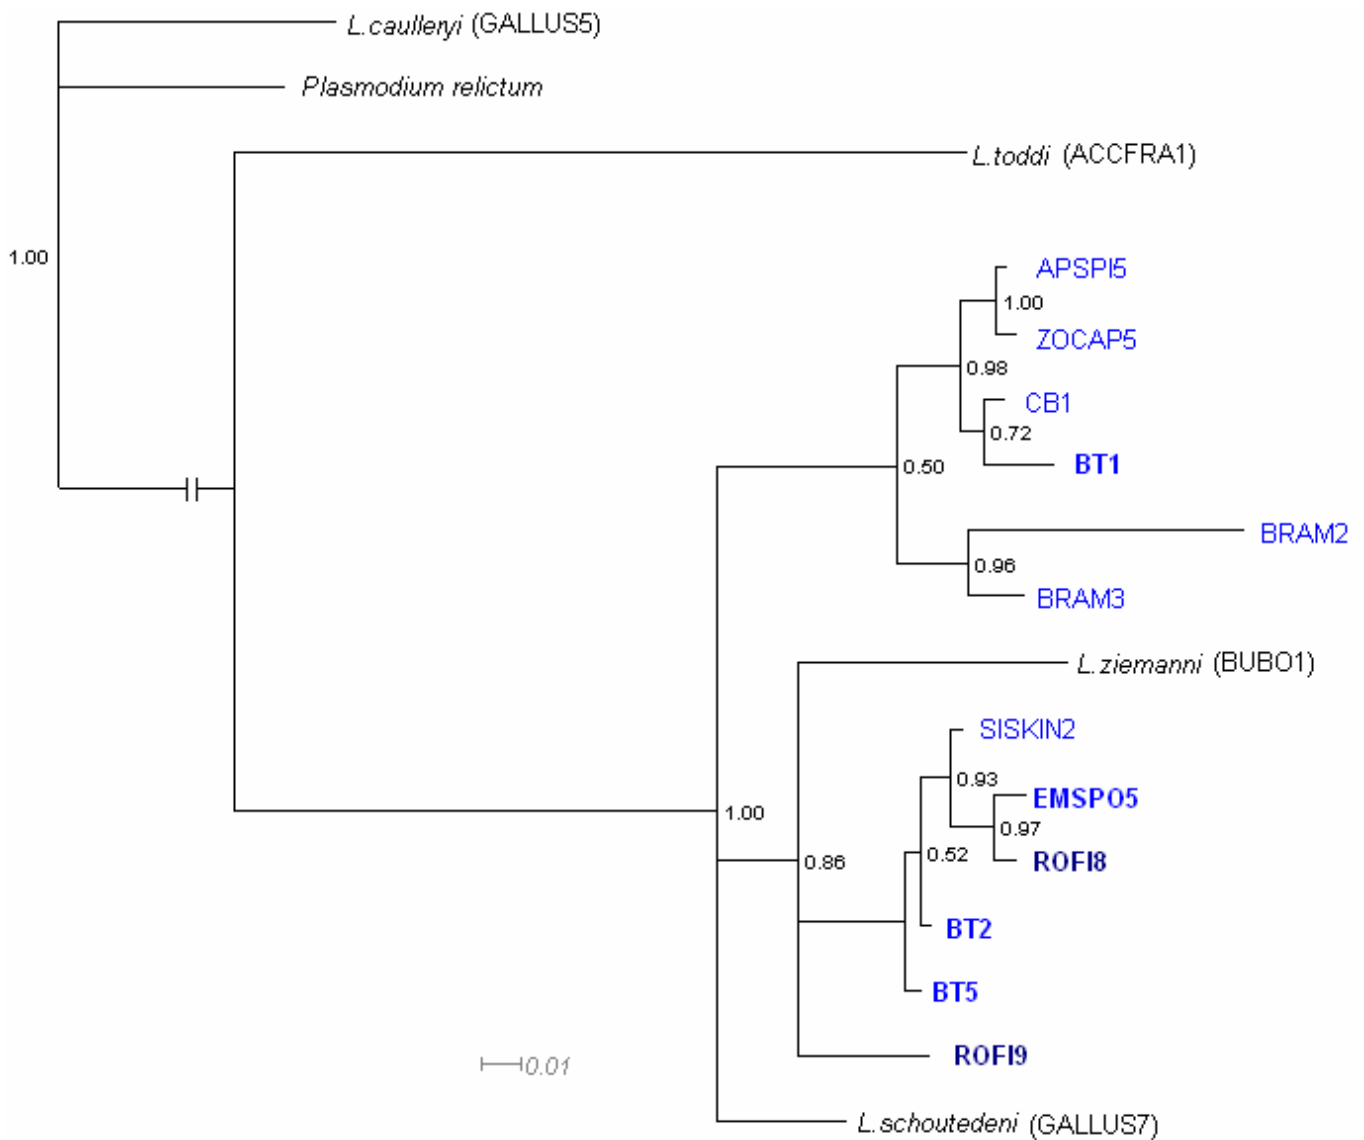 L.caulleryi (GALLUS5)
Plasmodium relictum
L.toddi (ACCFRA1)
1.00
APSPI5
1.00
ZOCAP5
0.98
CB1
0.72
BT1
0.50
BRAM2
0.96
BRAM3
L.ziemanni (BUBO1)
SISKIN2
0.93
EMSPO5
1.00
0.97
0.52
0.86
ROFI8
BT2
BT5
ROFI9
0.01
L.schoutedeni (GALLUS7)